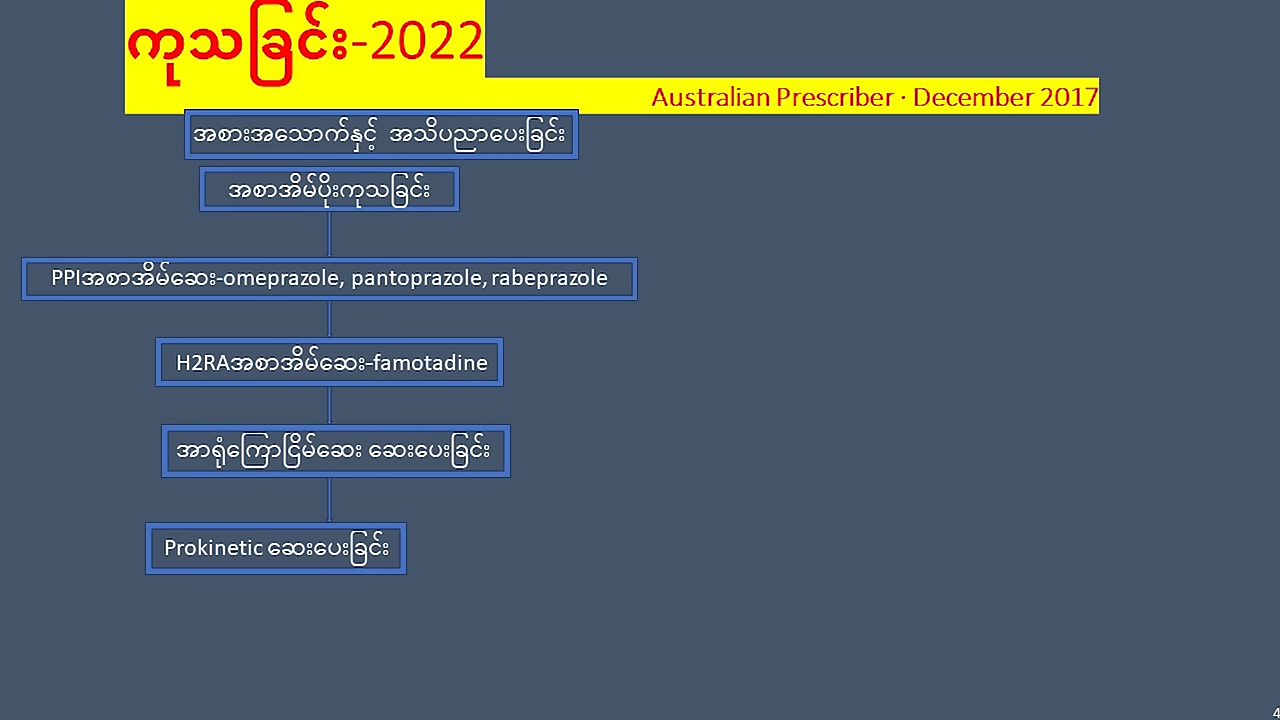 ကုသခြင်း-2022
Australian Prescriber · December 2017
အစားအသောက်နှင့် အသိပညာပေးခြင်း
အစာအိမ်ပိုးကုသခြင်း
PPIအစာအိမ်ဆေး-omeprazole, pantoprazole, rabeprazole
H2RAအစာအိမ်ဆေး-famotadine
အာရုံကြောငြိမ်ဆေး ဆေးပေးခြင်း
Prokinetic ဆေးပေးခြင်း
4